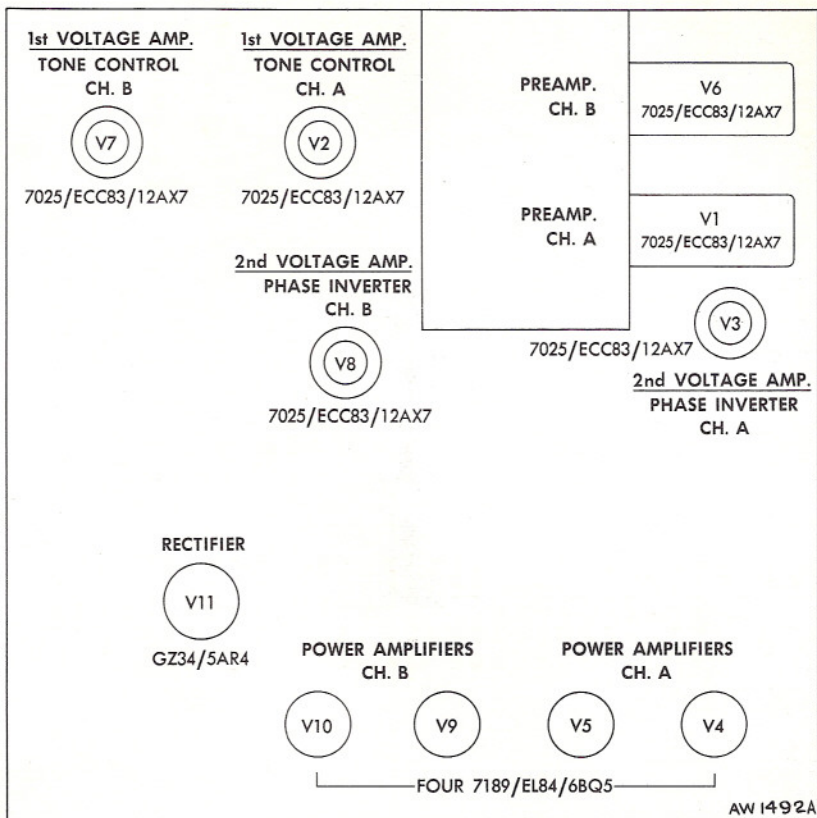 1st VOLTAGE AMP.
TONE CONTROL
CH. B
V7
7025/ECC83/12AX7
1st VOLTAGE AMP.
TONE CONTROL
CH. A
V2
7025/ECC83/12AX7
PREAMP.
CH. B
V6
7025/ECC83/12AX7
PREAMP.
CH. A
V1
7025/ECC83/12AX7
2nd VOLTAGE AMP.
PHASE INVERTER
CH. B
V8
7025/ECC83/12AX7
V3
7025/ECC83/12AX7
2nd VOLTAGE AMP.
PHASE INVERTER
CH. A
RECTIFIER
V11
GZ34/5AR4
POWER AMPLIFIERS
CH. B
POWER AMPLIFIERS
CH. A
V10
V9
V5
V4
FOUR 7189/EL84/6BQ5
AW 1492A